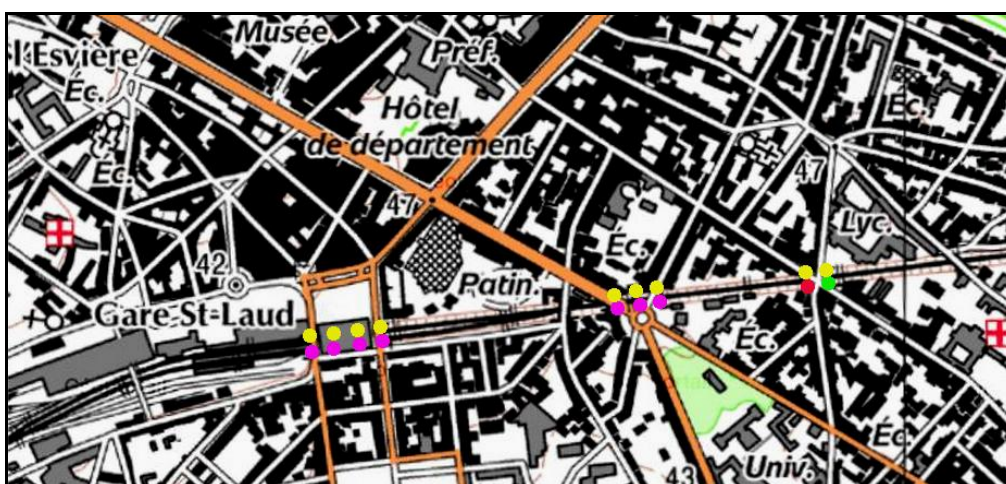 Musée
Préf.
l'Esvière
Éc.
Éc.
Hôtel
de département
Éc.
47
47
Lyc.
Éc.
42
Patin.
Gare St-Laud
Éc.
Éc.
43
Univ.